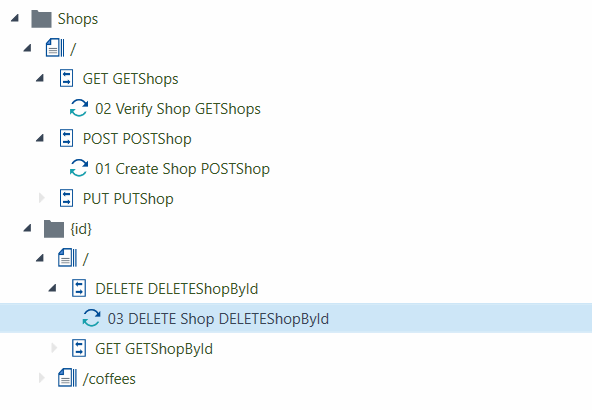 Shops
/
GET GETShops
02 Verify Shop GETShops
POST POSTShop
01 Create Shop POSTShop
PUT PUTShop
{id}
/
DELETE DELETEShopById
03 DELETE Shop DELETEShopById
GET GETShopById
/coffees